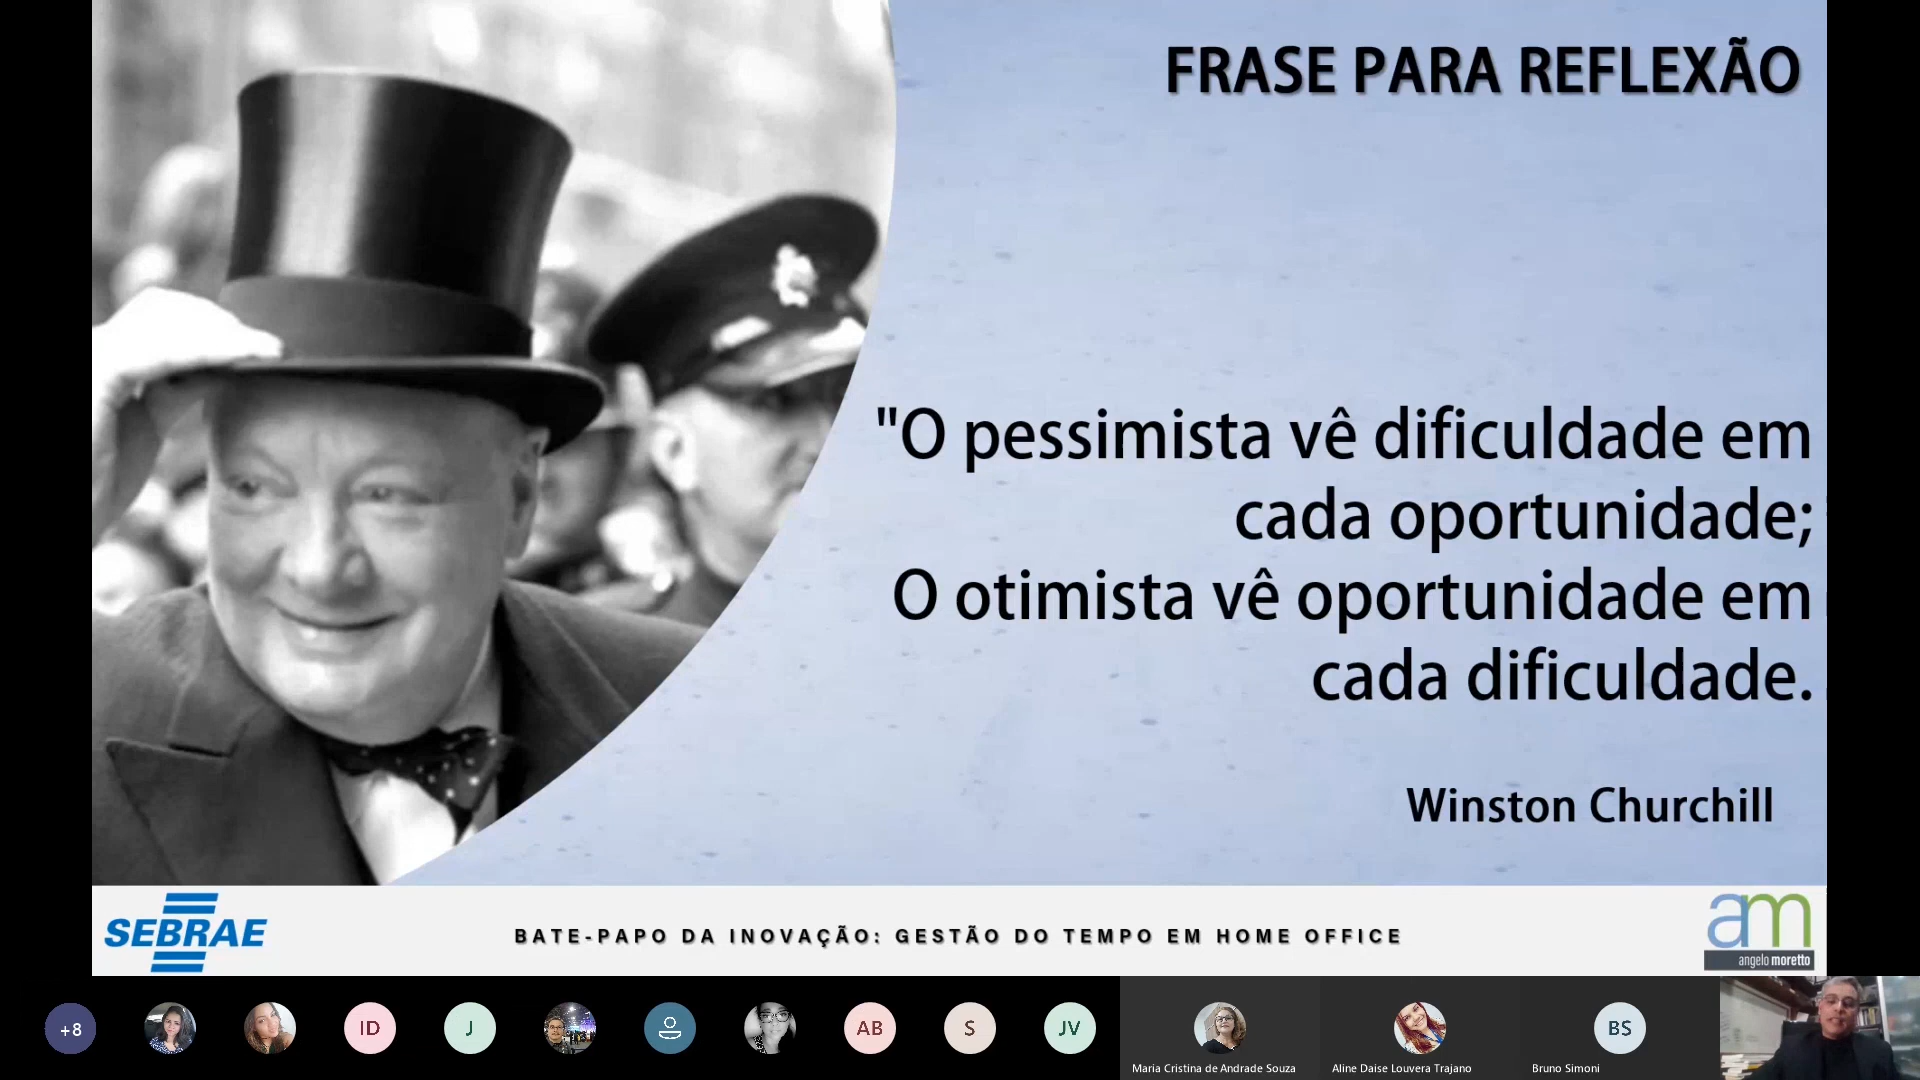 FRASE PARA REFLEXÃO
"O pessimista vê dificuldade em
cada oportunidade;
O otimista vê oportunidade em
cada dificuldade.
Winston Churchill
SEBRAE
BATE-PAPO DA INOVAÇÃO: GESTÃO DO TEMPO EM HOME OFFICE
am
angelo moretto
+8
ID
J
AB
S
JV
BS
Maria Cristina de Andrade Souza
Aline Daise Louvera Trajano
Bruno Simoni